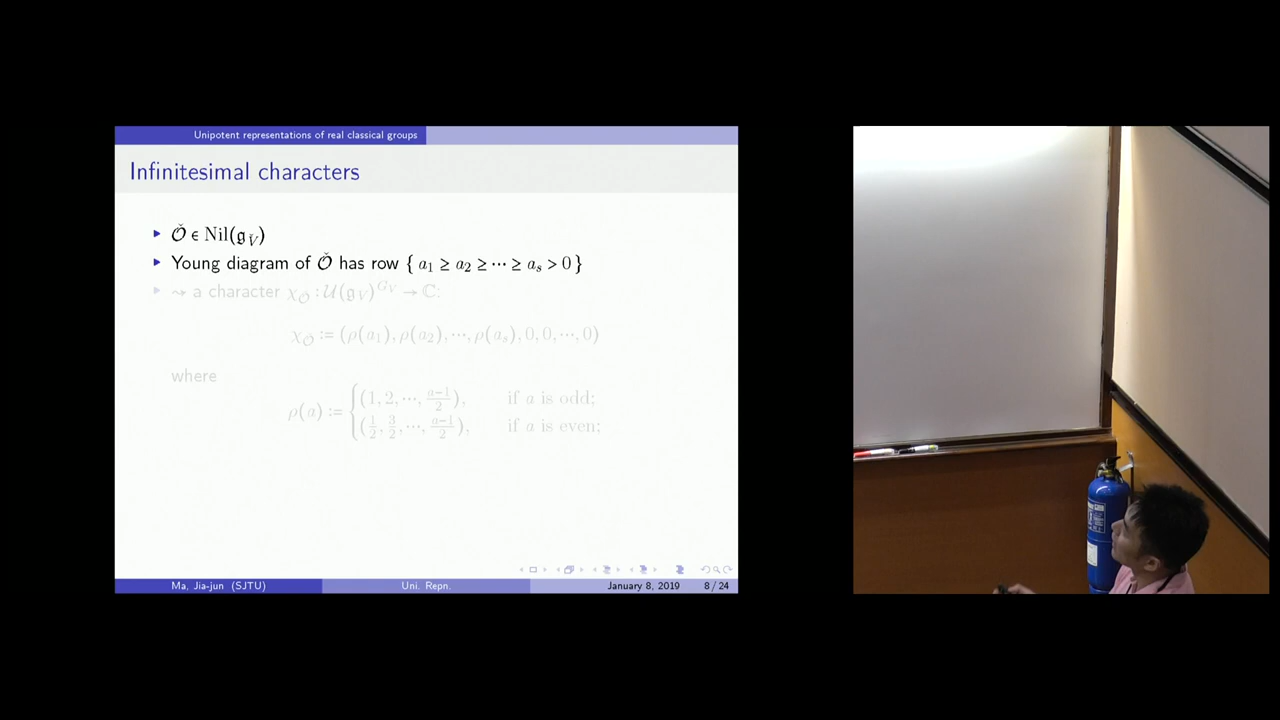 Unipotent representations of real classical groups
Infinitesimal characters
▶ 𝒪̌ ∈ Nil(𝔤_V̌)
▶ Young diagram of 𝒪̌ has row { a₁ ≥ a₂ ≥ ⋯ ≥ aₛ > 0 }
▶ ⇝ a character χ_𝒪̌ : 𝒰(𝔤_V)^{G_V} → ℂ:
χ_𝒪̌ := (ρ(a₁), ρ(a₂), ⋯, ρ(aₛ), 0, 0, ⋯, 0)
where
ρ(a) := { (1, 2, ⋯, (a−1)/2), if a is odd;
(1/2, 3/2, ⋯, (a−1)/2), if a is even;
Ma, Jia-jun (SJTU) Uni. Repn. January 8, 2019 8 / 24